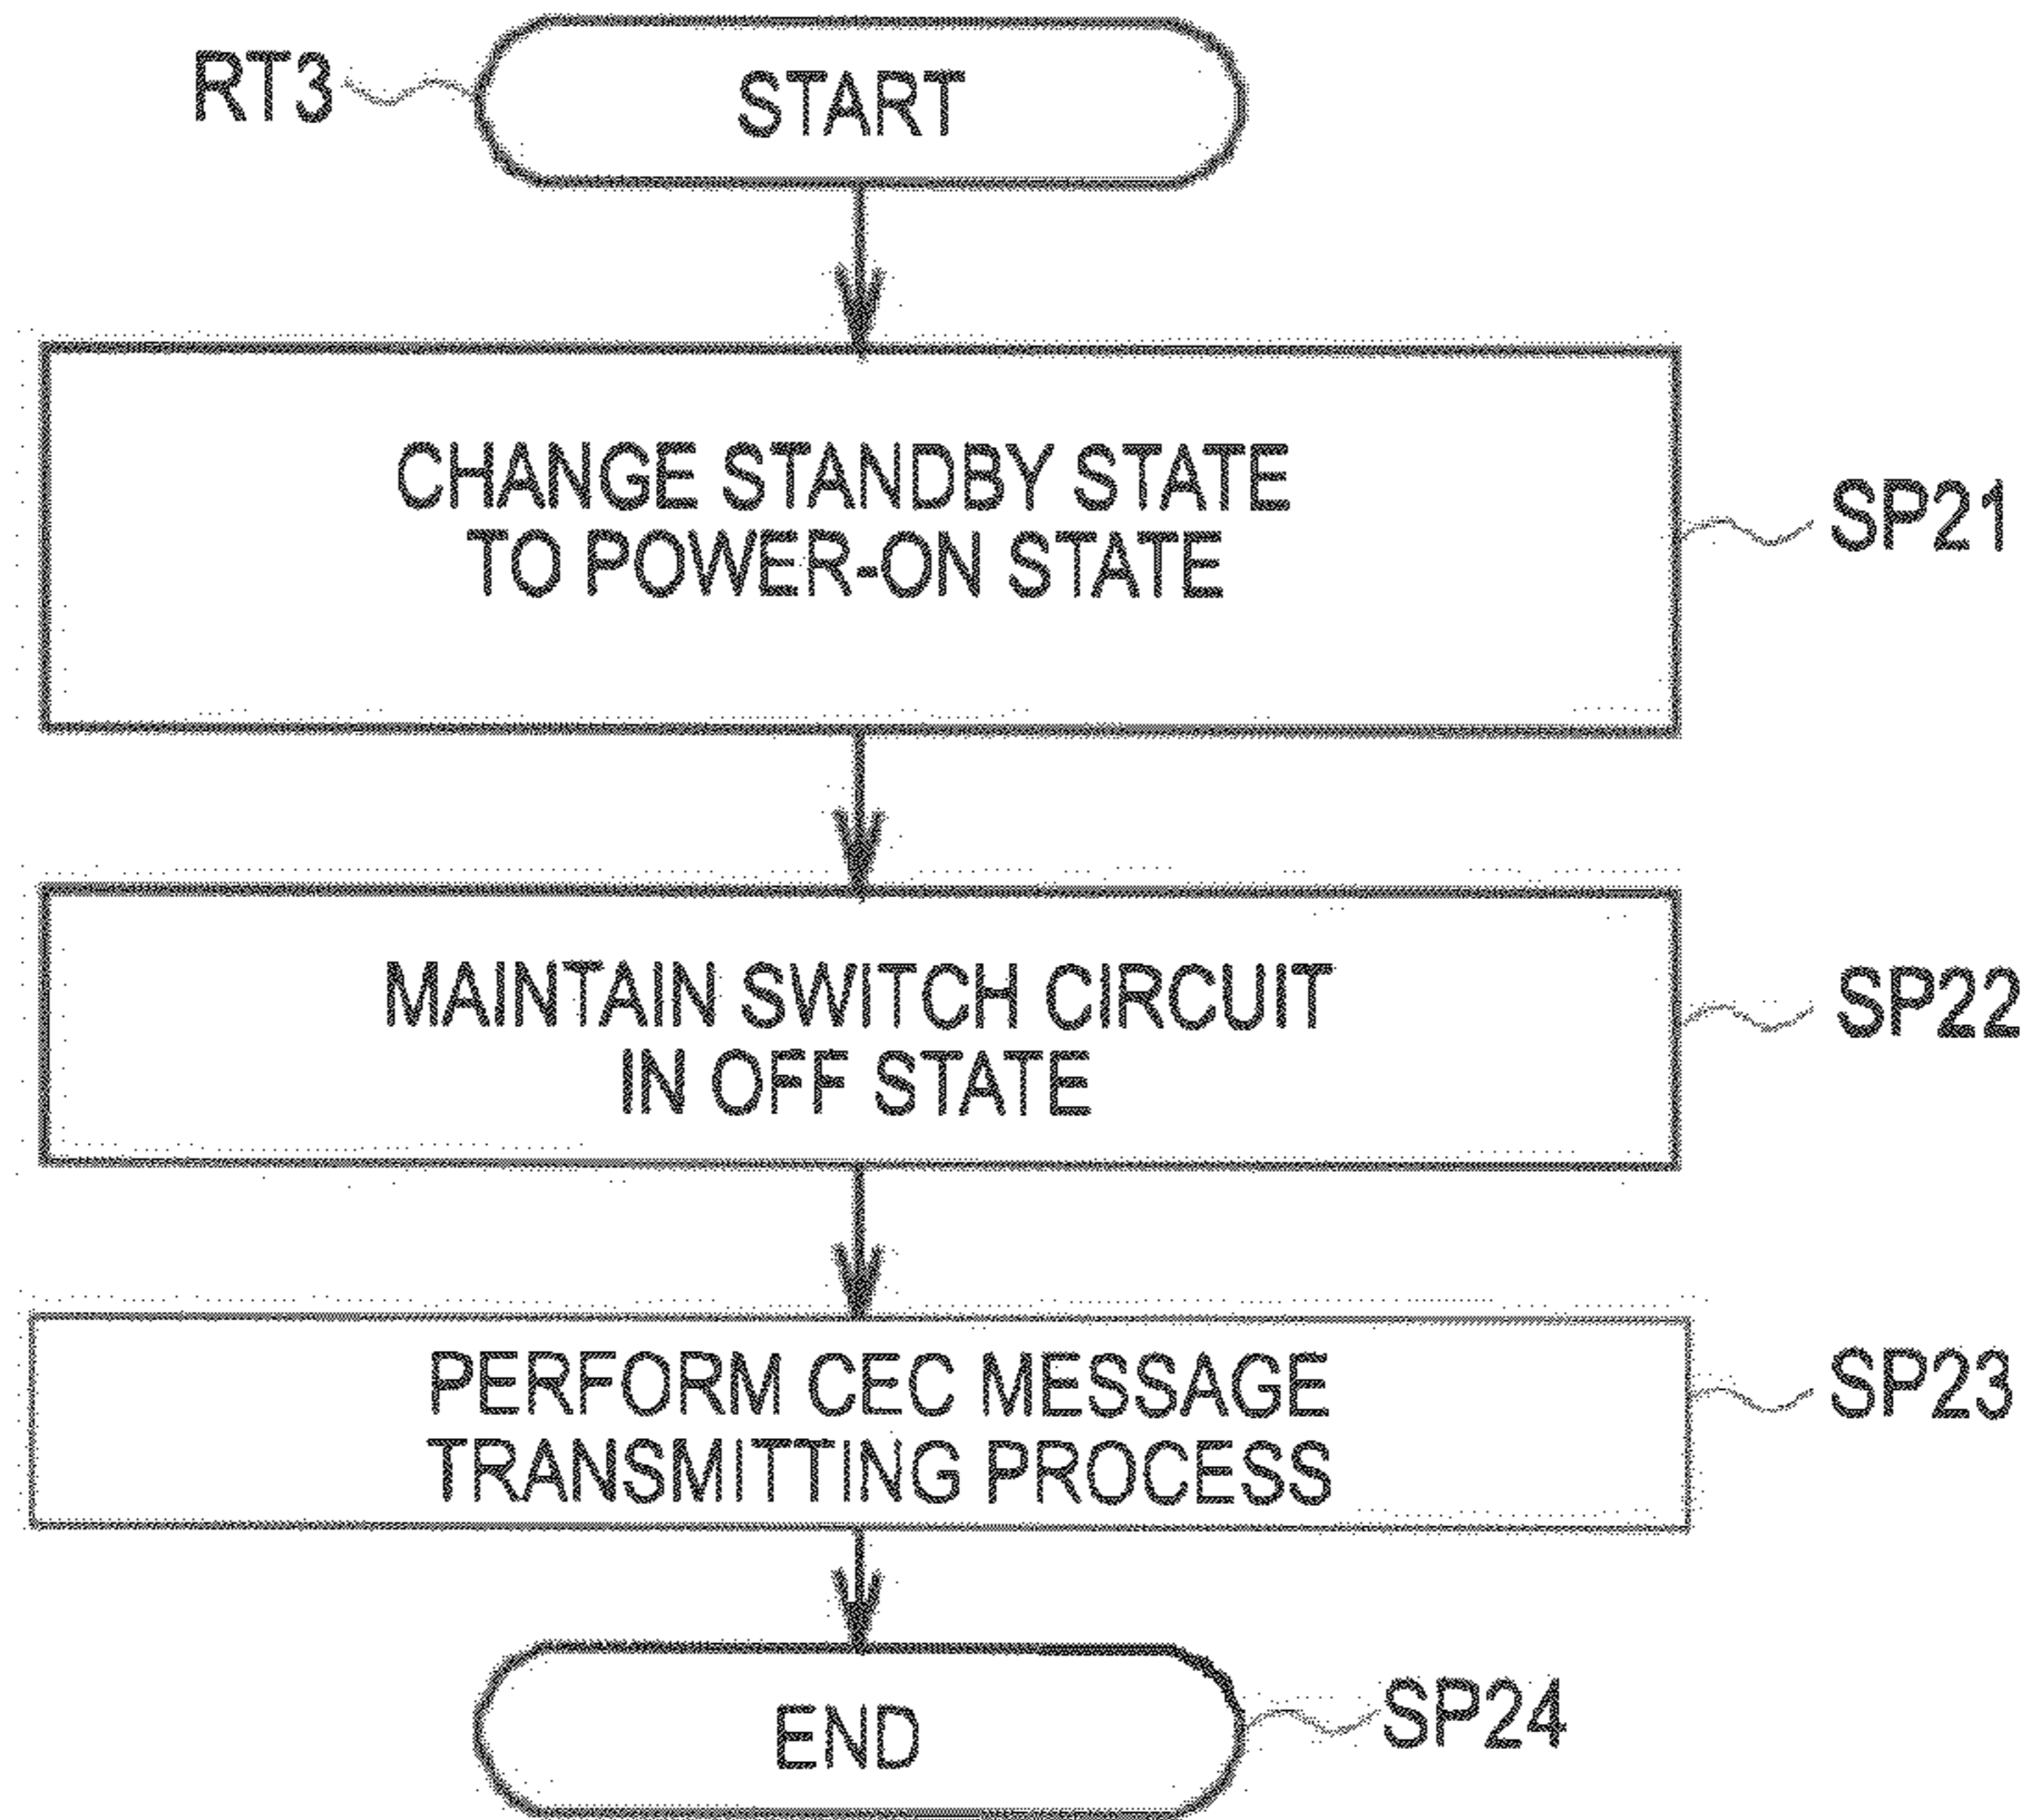 RT3
START
CHANGE STANDBY STATE
TO POWER-ON STATE
SP21
MAINTAIN SWITCH CIRCUIT
IN OFF STATE
SP22
PERFORM CEC MESSAGE
TRANSMITTING PROCESS
SP23
END
SP24